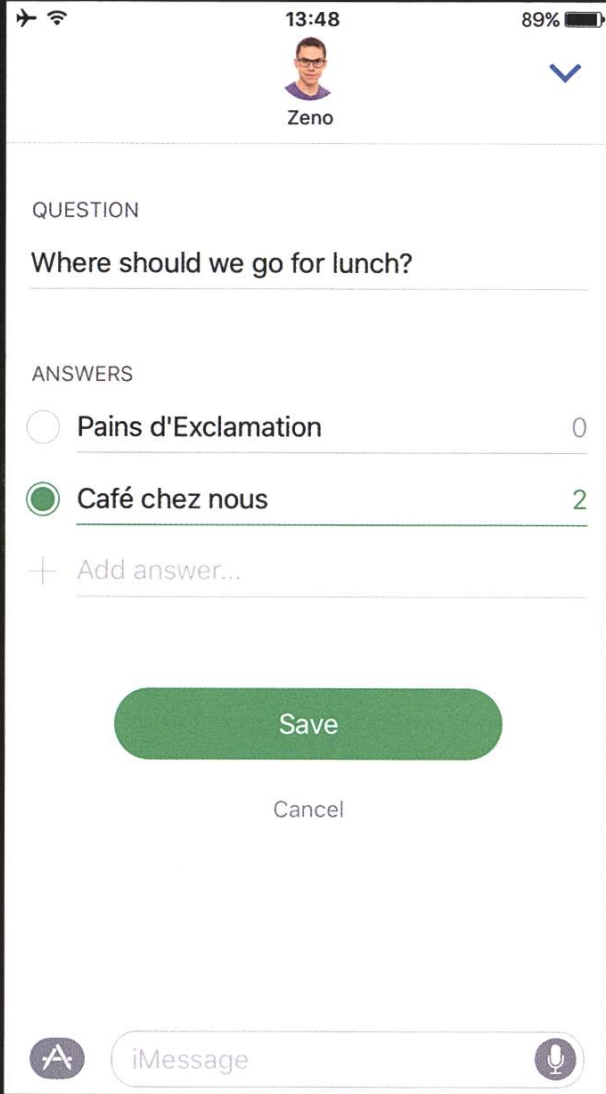 13:48
89%
Zeno
QUESTION
Where should we go for lunch?
ANSWERS
Pains d'Exclamation 0
Café chez nous 2
Add answer...
Save
Cancel
iMessage